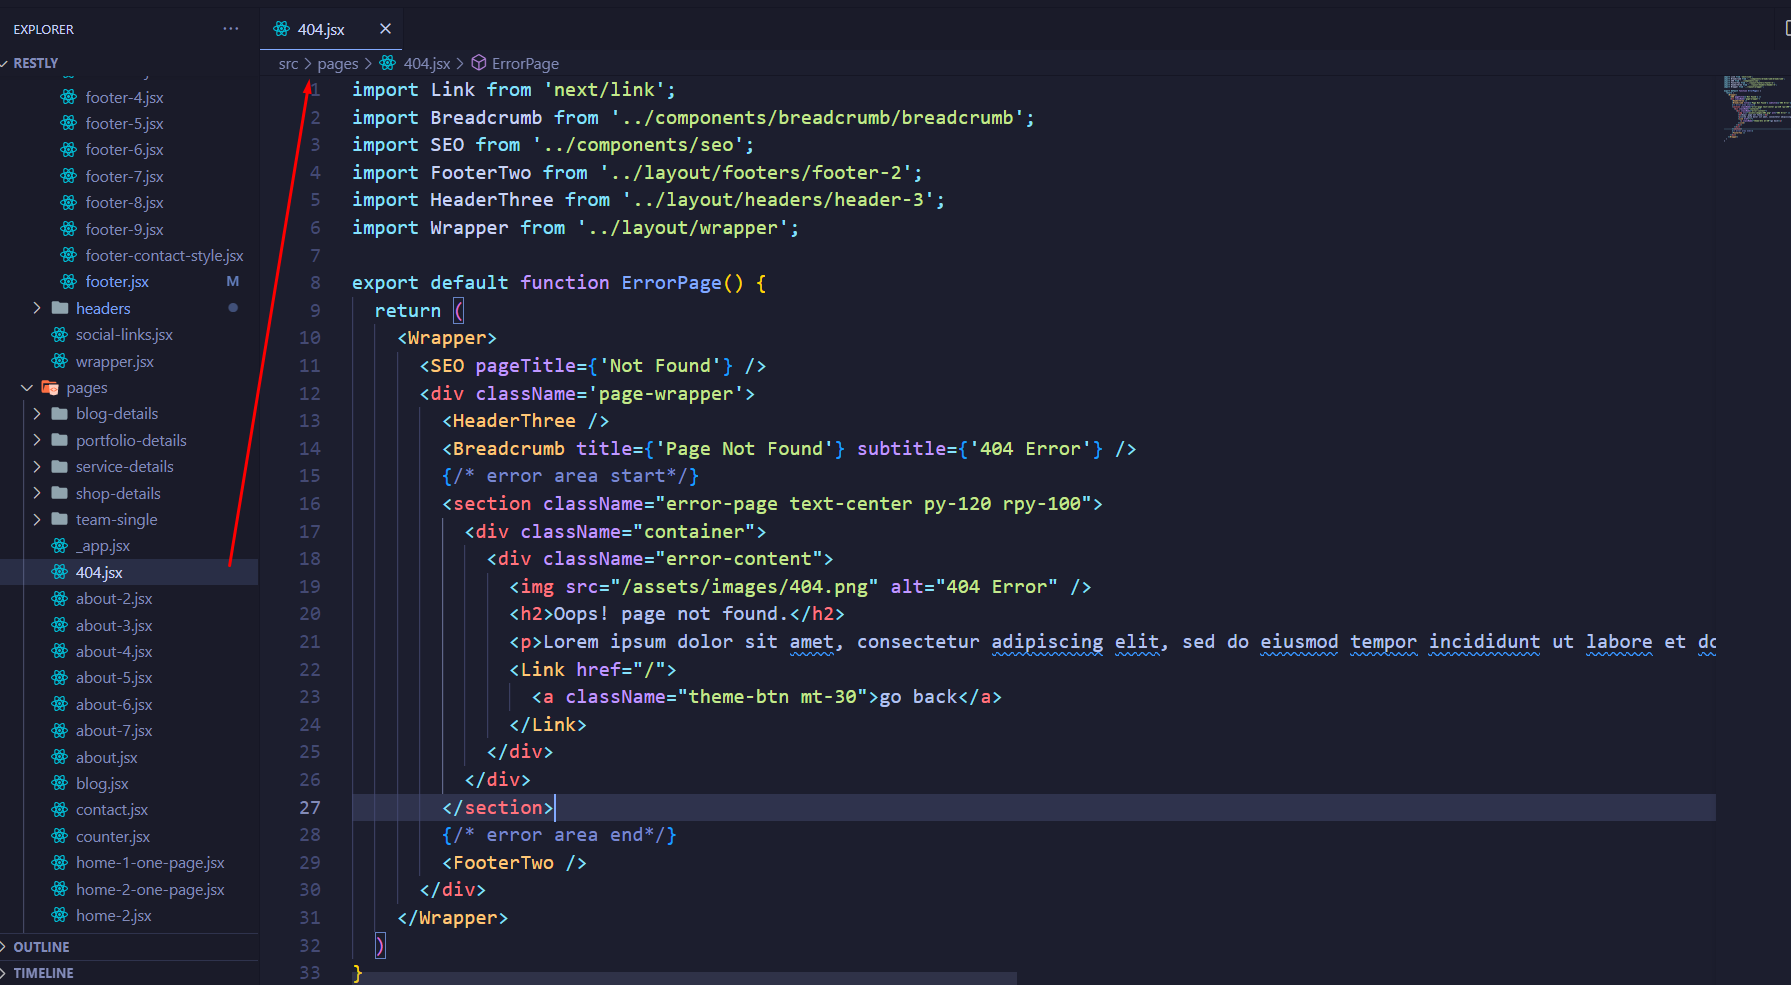 EXPLORER
RESTLY
footer-4.jsx
footer-5.jsx
footer-6.jsx
footer-7.jsx
footer-8.jsx
footer-9.jsx
footer-contact-style.jsx
footer.jsx M
headers
social-links.jsx
wrapper.jsx
pages
blog-details
portfolio-details
service-details
shop-details
team-single
_app.jsx
404.jsx
about-2.jsx
about-3.jsx
about-4.jsx
about-5.jsx
about-6.jsx
about-7.jsx
about.jsx
blog.jsx
contact.jsx
counter.jsx
home-1-one-page.jsx
home-2-one-page.jsx
home-2.jsx
OUTLINE
TIMELINE
404.jsx
src > pages > 404.jsx > ErrorPage
1 import Link from 'next/link';
2 import Breadcrumb from '../components/breadcrumb/breadcrumb';
3 import SEO from '../components/seo';
4 import FooterTwo from '../layout/footers/footer-2';
5 import HeaderThree from '../layout/headers/header-3';
6 import Wrapper from '../layout/wrapper';
7
8 export default function ErrorPage() {
9 return (
10 <Wrapper>
11 <SEO pageTitle={'Not Found'} />
12 <div className='page-wrapper'>
13 <HeaderThree />
14 <Breadcrumb title={'Page Not Found'} subtitle={'404 Error'} />
15 {/* error area start*/}
16 <section className="error-page text-center py-120 rpy-100">
17 <div className="container">
18 <div className="error-content">
19 <img src="/assets/images/404.png" alt="404 Error" />
20 <h2>Oops! page not found.</h2>
21 <p>Lorem ipsum dolor sit amet, consectetur adipiscing elit, sed do eiusmod tempor incididunt ut labore et do
22 <Link href="/">
23 <a className="theme-btn mt-30">go back</a>
24 </Link>
25 </div>
26 </div>
27 </section>
28 {/* error area end*/}
29 <FooterTwo />
30 </div>
31 </Wrapper>
32 )
33 }